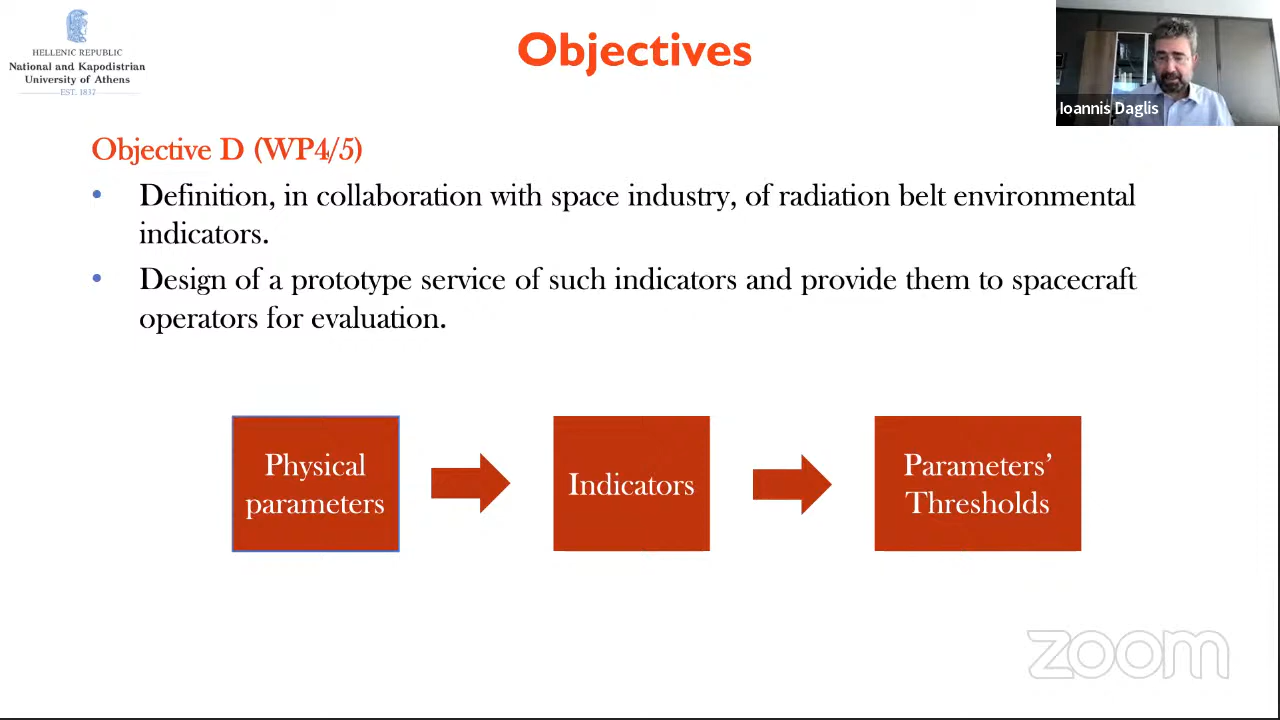 HELLENIC REPUBLIC
National and Kapodistrian
University of Athens
EST. 1837
Objectives
Ioannis Daglis
Objective D (WP4/5)
• Definition, in collaboration with space industry, of radiation belt environmental
indicators.
• Design of a prototype service of such indicators and provide them to spacecraft
operators for evaluation.
Physical
parameters
Indicators
Parameters’
Thresholds
zoom